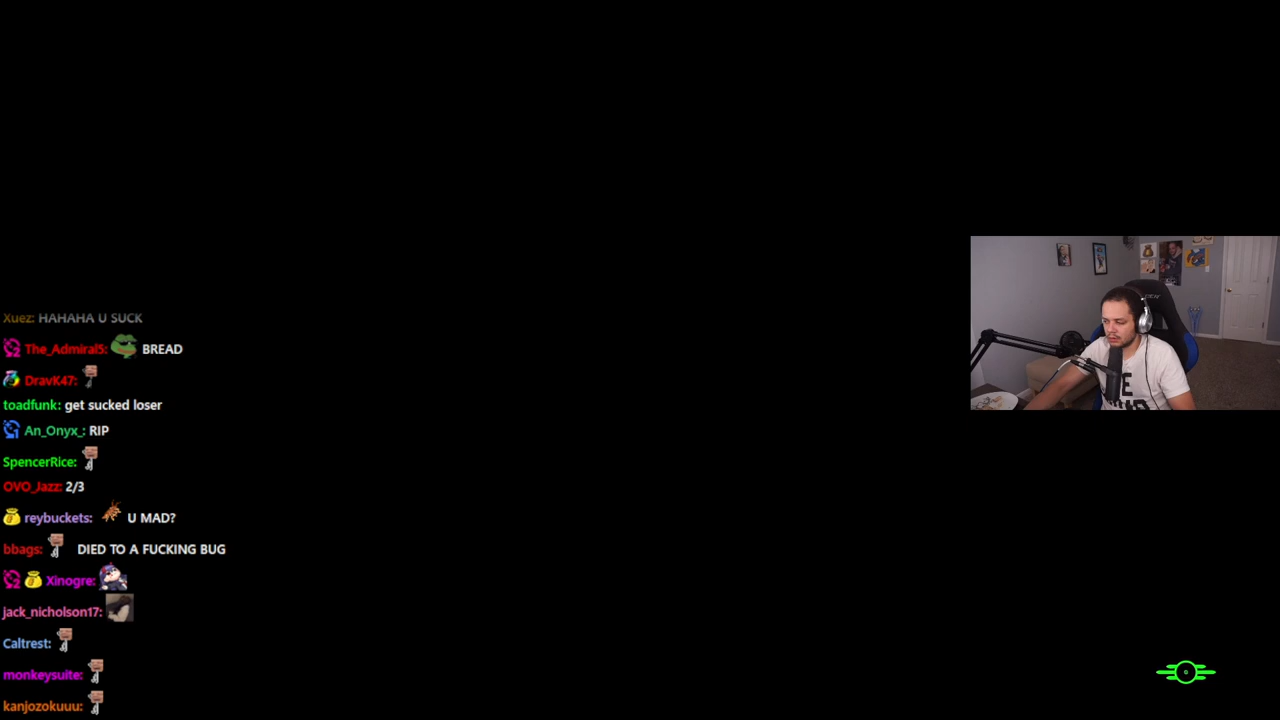 Xuez: HAHAHA U SUCK
The_Admiral5: BREAD
DravK47:
toadfunk: get sucked loser
An_Onyx_: RIP
SpencerRice:
OVO_Jazz: 2/3
reybuckets: U MAD?
bbags: DIED TO A FUCKING BUG
Xinogre:
jack_nicholson17:
Caltrest:
monkeysuite:
kanjozokuuu: